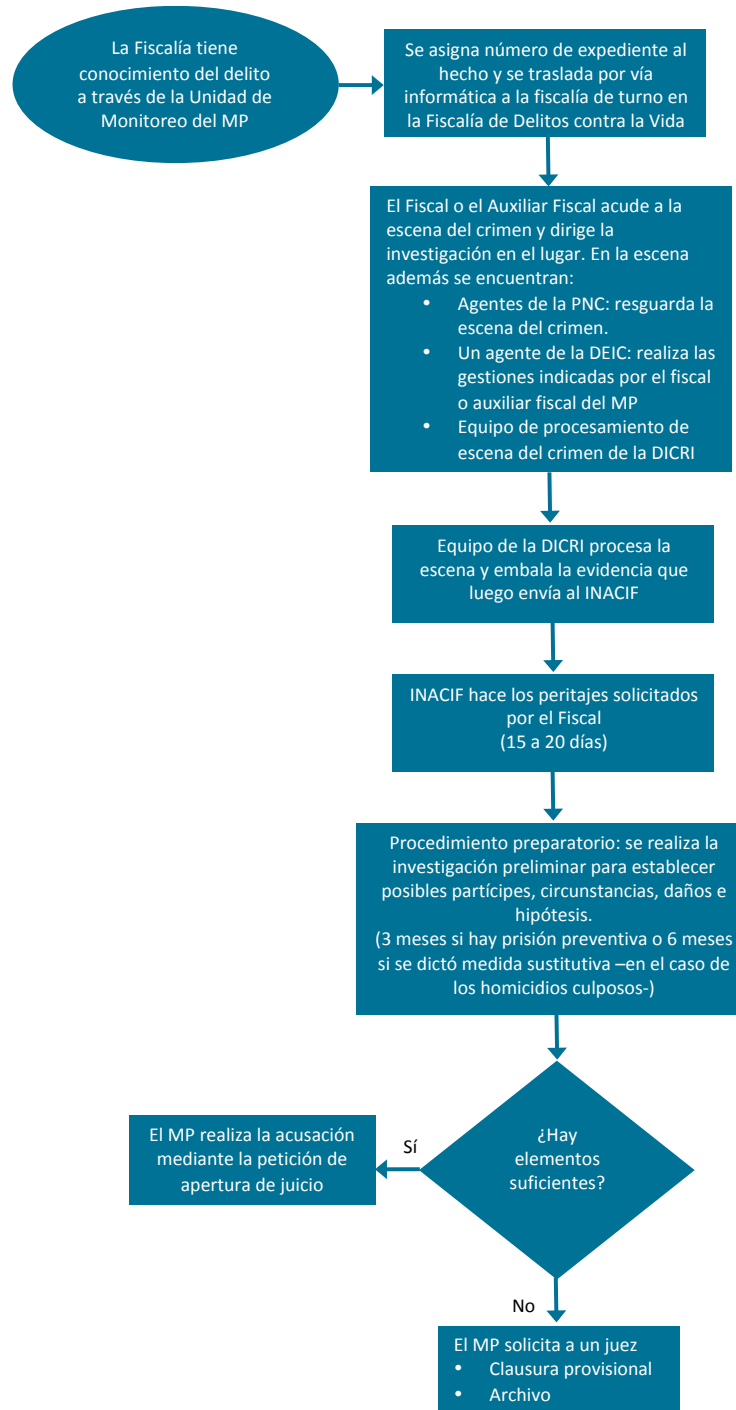 La Fiscalía tiene
conocimiento del delito
a través de la Unidad de
Monitoreo del MP
Se asigna número de expediente al
hecho y se traslada por vía
informática a la fiscalía de turno en
la Fiscalía de Delitos contra la Vida
El Fiscal o el Auxiliar Fiscal acude a la
escena del crimen y dirige la
investigación en el lugar. En la escena
además se encuentran:
• Agentes de la PNC: resguarda la
escena del crimen.
• Un agente de la DEIC: realiza las
gestiones indicadas por el fiscal
o auxiliar fiscal del MP
• Equipo de procesamiento de
escena del crimen de la DICRI
Equipo de la DICRI procesa la
escena y embala la evidencia que
luego envía al INACIF
INACIF hace los peritajes solicitados
por el Fiscal
(15 a 20 días)
Procedimiento preparatorio: se realiza la
investigación preliminar para establecer
posibles partícipes, circunstancias, daños e
hipótesis.
(3 meses si hay prisión preventiva o 6 meses
si se dictó medida sustitutiva –en el caso de
los homicidios culposos-)
¿Hay
elementos
suficientes?
Sí
El MP realiza la acusación
mediante la petición de
apertura de juicio
No
El MP solicita a un juez
• Clausura provisional
• Archivo